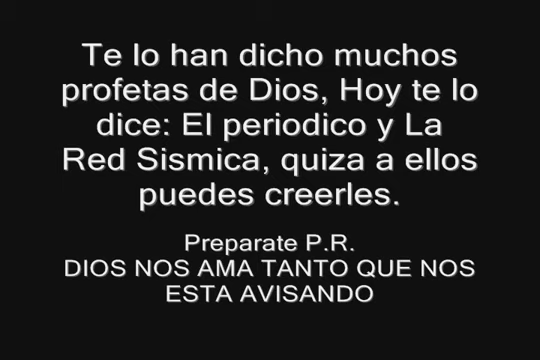 Te lo han dicho muchos
profetas de Dios, Hoy te lo
dice: El periodico y La
Red Sismica, quiza a ellos
puedes creerles.
Preparate P.R.
DIOS NOS AMA TANTO QUE NOS
ESTA AVISANDO